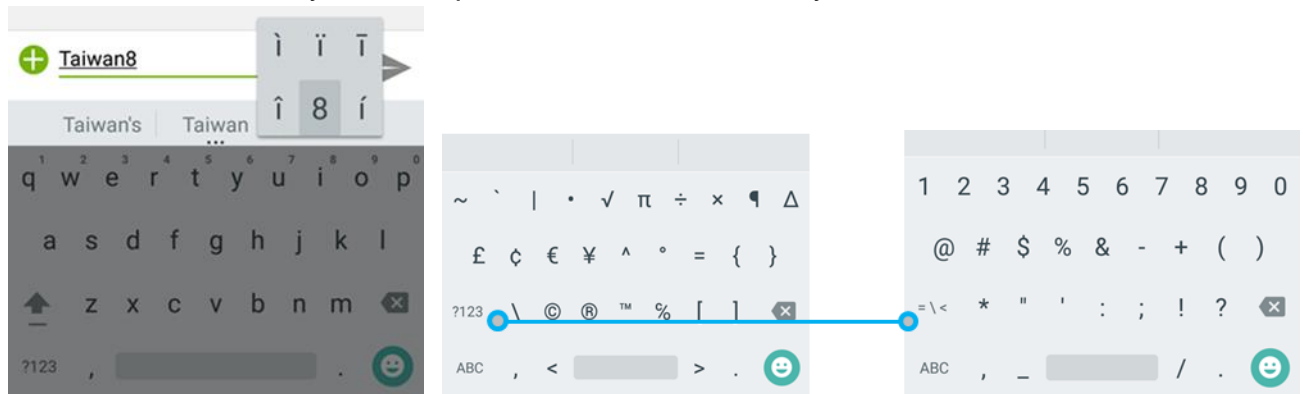 ì ï ī
Taiwan8
î 8 í
Taiwan's Taiwan
1 2 3 4 5 6 7 8 9 0
q w e r t y u i o p
a s d f g h j k l
z x c v b n m
?123 , .
~ ` | • √ π ÷ × ¶ Δ
£ ¢ € ¥ ^ ° = { }
?123 \ © ® ™ ℅ [ ]
ABC , < > .
1 2 3 4 5 6 7 8 9 0
@ # $ % & - + ( )
= \ < * " ' : ; ! ?
ABC , _ / .